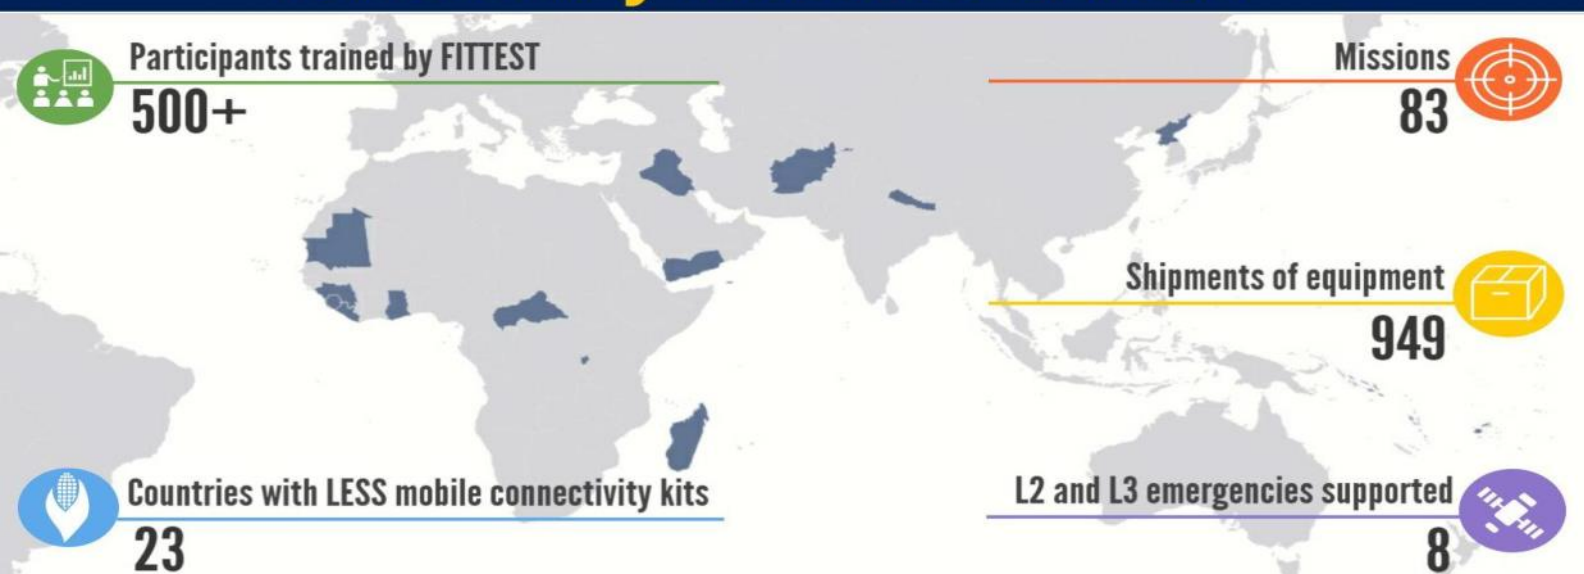 Participants trained by FITTEST
500+
Missions
83
Shipments of equipment
949
Countries with LESS mobile connectivity kits
23
L2 and L3 emergencies supported
8